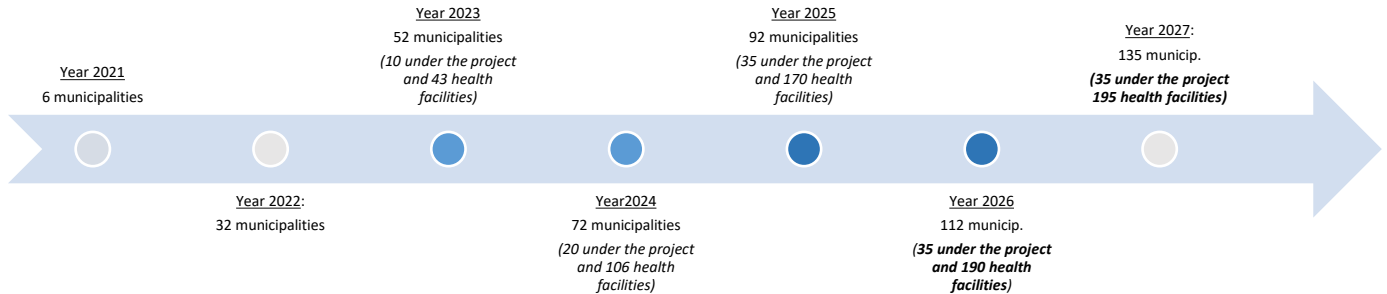 Year 2021
6 municipalities
Year 2022:
32 municipalities
Year 2023
52 municipalities
(10 under the project
and 43 health
facilities)
Year2024
72 municipalities
(20 under the project
and 106 health
facilities)
Year 2025
92 municipalities
(35 under the project
and 170 health
facilities)
Year 2026
112 municip.
(35 under the project
and 190 health
facilities)
Year 2027:
135 municip.
(35 under the project
195 health facilities)